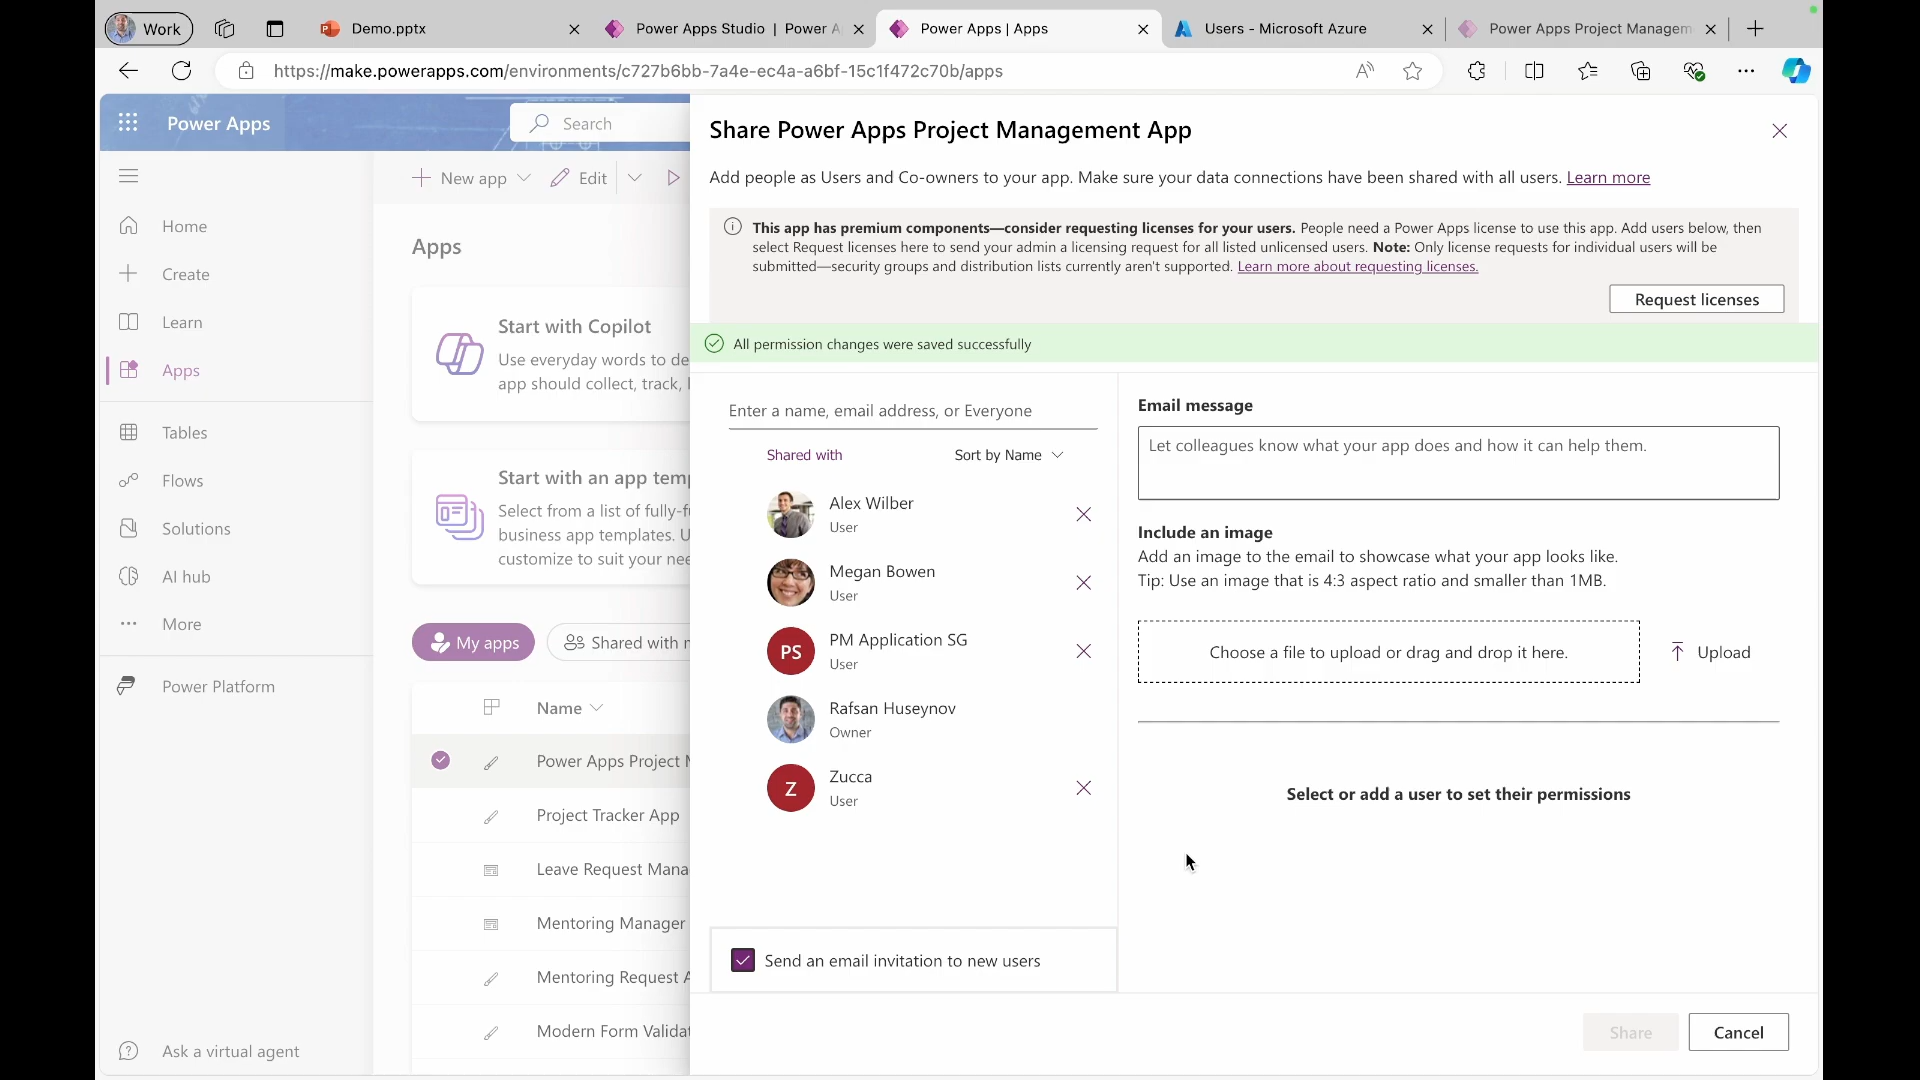 Work
Demo.pptx
Power Apps Studio | Power A
Power Apps | Apps
Users - Microsoft Azure
Power Apps Project Managem
https://make.powerapps.com/environments/c727b6bb-7a4e-ec4a-a6bf-15c1f472c70b/apps
Power Apps
Search
Home
Create
Learn
Apps
Tables
Flows
Solutions
AI hub
More
Power Platform
Ask a virtual agent
New app
Edit
Apps
Start with Copilot
Use everyday words to de
app should collect, track,
Start with an app temp
Select from a list of fully-f
business app templates. U
customize to suit your nee
My apps
Shared with m
Name
Power Apps Project M
Project Tracker App
Leave Request Mana
Mentoring Manager
Mentoring Request A
Modern Form Validat
Share Power Apps Project Management App
Add people as Users and Co-owners to your app. Make sure your data connections have been shared with all users. Learn more
This app has premium components—consider requesting licenses for your users. People need a Power Apps license to use this app. Add users below, then
select Request licenses here to send your admin a licensing request for all listed unlicensed users. Note: Only license requests for individual users will be
submitted—security groups and distribution lists currently aren't supported. Learn more about requesting licenses.
Request licenses
All permission changes were saved successfully
Enter a name, email address, or Everyone
Shared with
Sort by Name
Alex Wilber
User
Megan Bowen
User
PS
PM Application SG
User
Rafsan Huseynov
Owner
Z
Zucca
User
Send an email invitation to new users
Email message
Let colleagues know what your app does and how it can help them.
Include an image
Add an image to the email to showcase what your app looks like.
Tip: Use an image that is 4:3 aspect ratio and smaller than 1MB.
Choose a file to upload or drag and drop it here.
Upload
Select or add a user to set their permissions
Share
Cancel